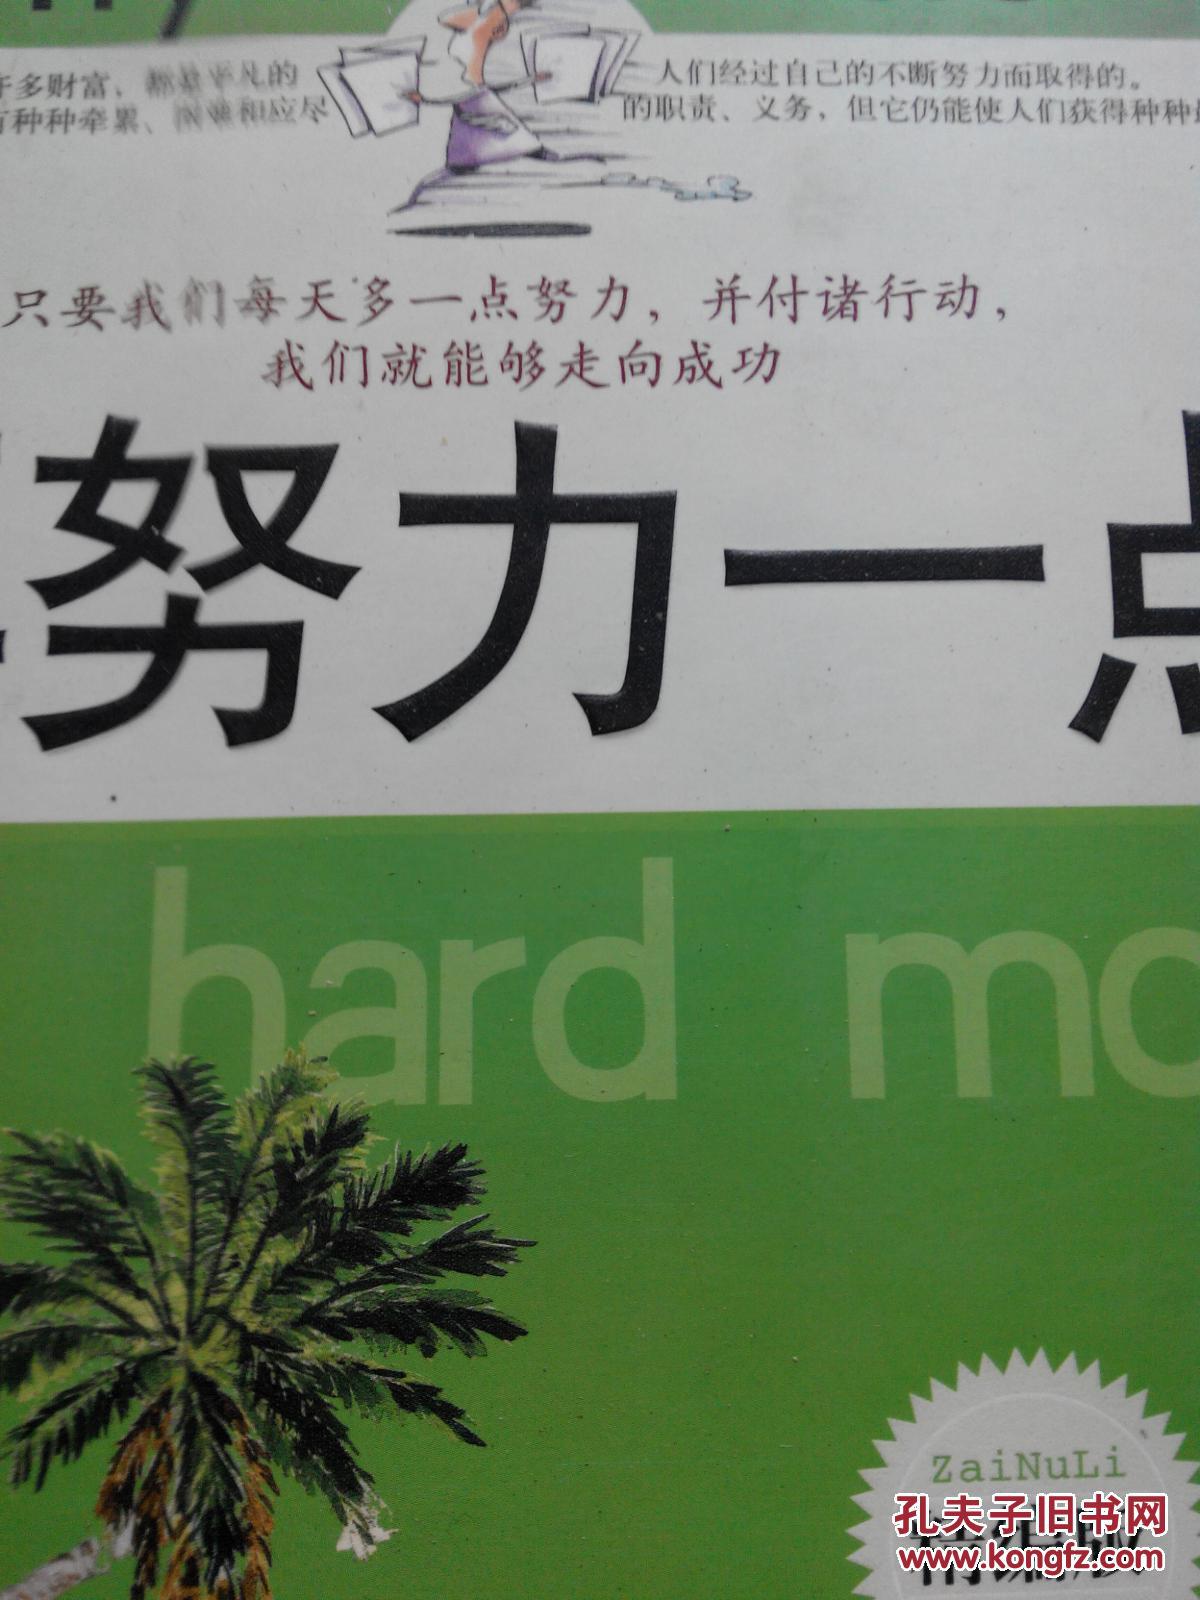 许多财富，都是平凡的 人们经过自己的不断努力而取得的。
有种种牵累、 应尽 的职责、义务，但它仍能使人们获得种种
只要我们每天多一点努力，并付诸行动，
我们就能够走向成功
努力一点
hard mo
ZaiNuLi
精编版
孔夫子旧书网
www.kongfz.com